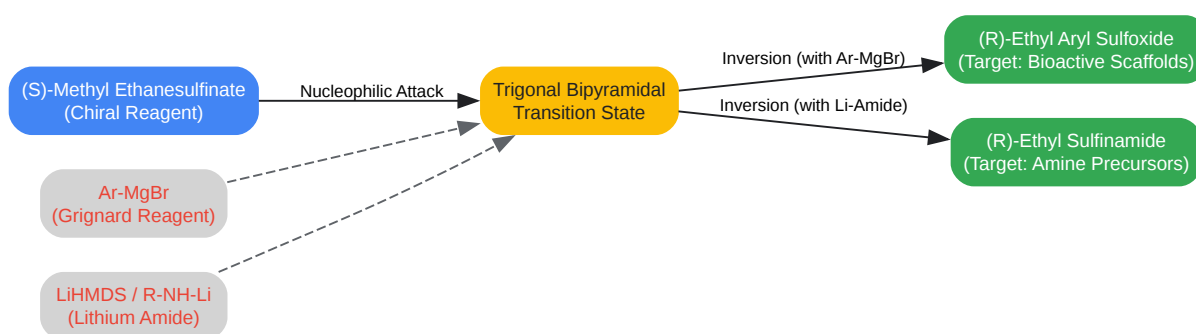 (S)-Methyl Ethanesulfinate
(Chiral Reagent)
Nucleophilic Attack
Ar-MgBr
(Grignard Reagent)
LiHMDS / R-NH-Li
(Lithium Amide)
Trigonal Bipyramidal
Transition State
Inversion (with Ar-MgBr)
Inversion (with Li-Amide)
(R)-Ethyl Aryl Sulfoxide
(Target: Bioactive Scaffolds)
(R)-Ethyl Sulfinamide
(Target: Amine Precursors)